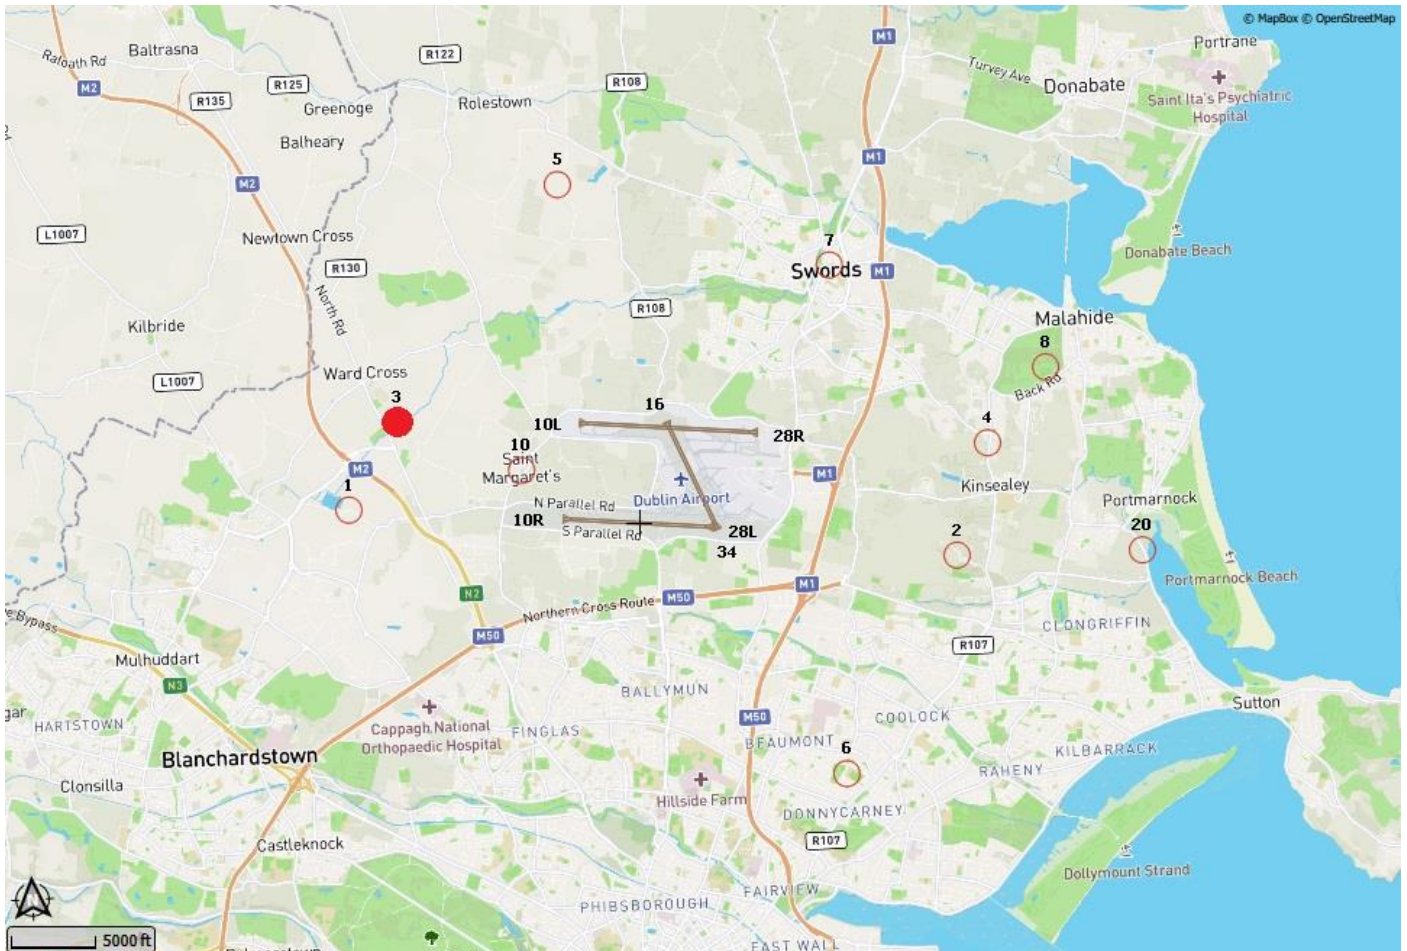 © MapBox © OpenStreetMap
M1
Portrane
Baltrasna
R122
Ratoath Rd
Turvey Ave
M2
R125
R108
Donabate
R135
Greenoge
Rolestown
Saint Ita's Psychiatric
Hospital
Balheary
M1
5
M2
L1007
Newtown Cross
7
Donabate Beach
R130
Swords
M1
North Rd
R108
Kilbride
Malahide
8
Ward Cross
L1007
Back Rd
3
16
4
10L
28R
10
Saint
Margaret's
M2
M1
1
Kinsealey
Dublin Airport
Portmarnock
N Parallel Rd
10R
S Parallel Rd
28L
2
20
34
Portmarnock Beach
M1
N2
Northern Cross Route
M50
e Bypass
CLONGRIFFIN
M50
R107
Mulhuddart
N3
BALLYMUN
gar
HARTSTOWN
Cappagh National
Orthopaedic Hospital
FINGLAS
M50
COOLOCK
Sutton
BEAUMONT
6
KILBARRACK
Blanchardstown
RAHENY
Clonsilla
Hillside Farm
DONNYCARNEY
R107
Castleknock
Dollymount Strand
FAIRVIEW
PHIBSBOROUGH
5000 ft
EAST WALL